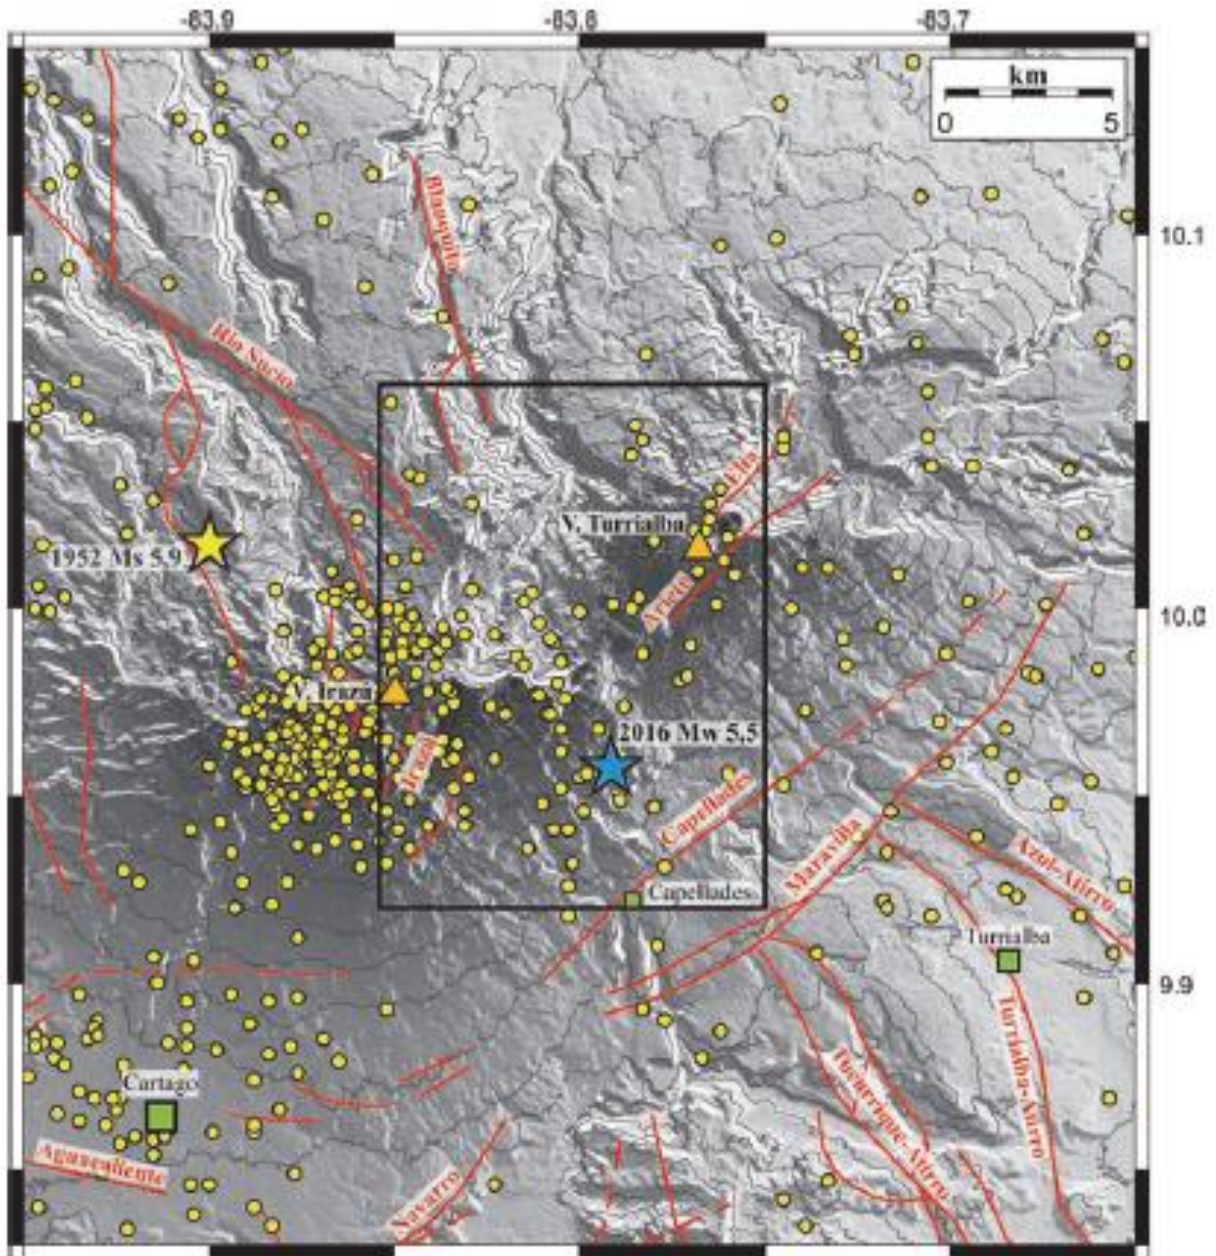 -83.9
-83.8
-83.7
km
0
5
Blanquito
10.1
Río Sucio
Elia
V. Turrialba
1952 Ms 5.9
Ariete
10.0
V. Irazú
2016 Mw 5.5
Irazú
Capellades
Maravilla
Azul-Atirro
Capellades
Turrialba
9.9
Turrialba-Atirro
Tucurrique-Atirro
Cartago
Aguacaliente
Navarro